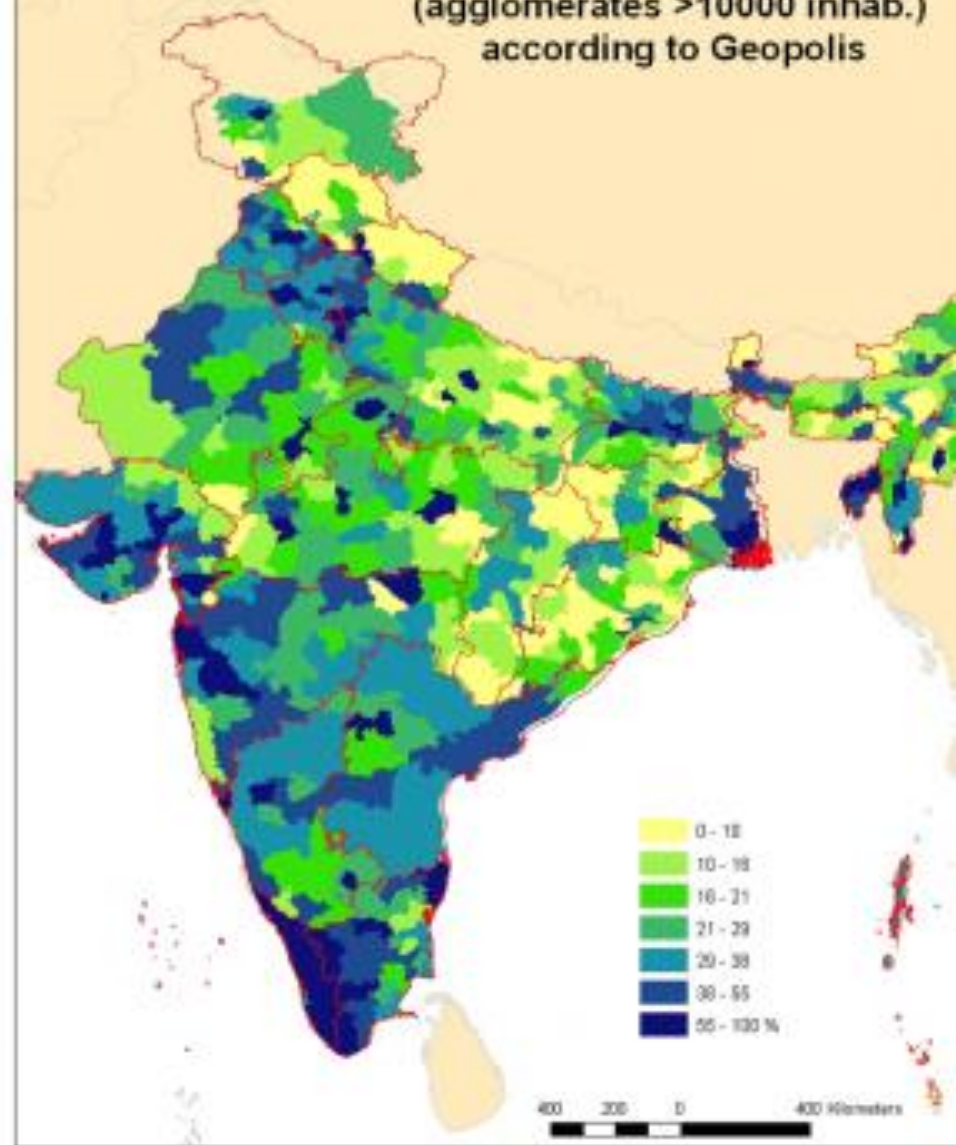 (agglomerates >10000 inhab.)
according to Geopolis
0 - 10
10 - 16
16 - 21
21 - 29
29 - 38
38 - 55
55 - 100 %
400 200 0 400 Kilometers